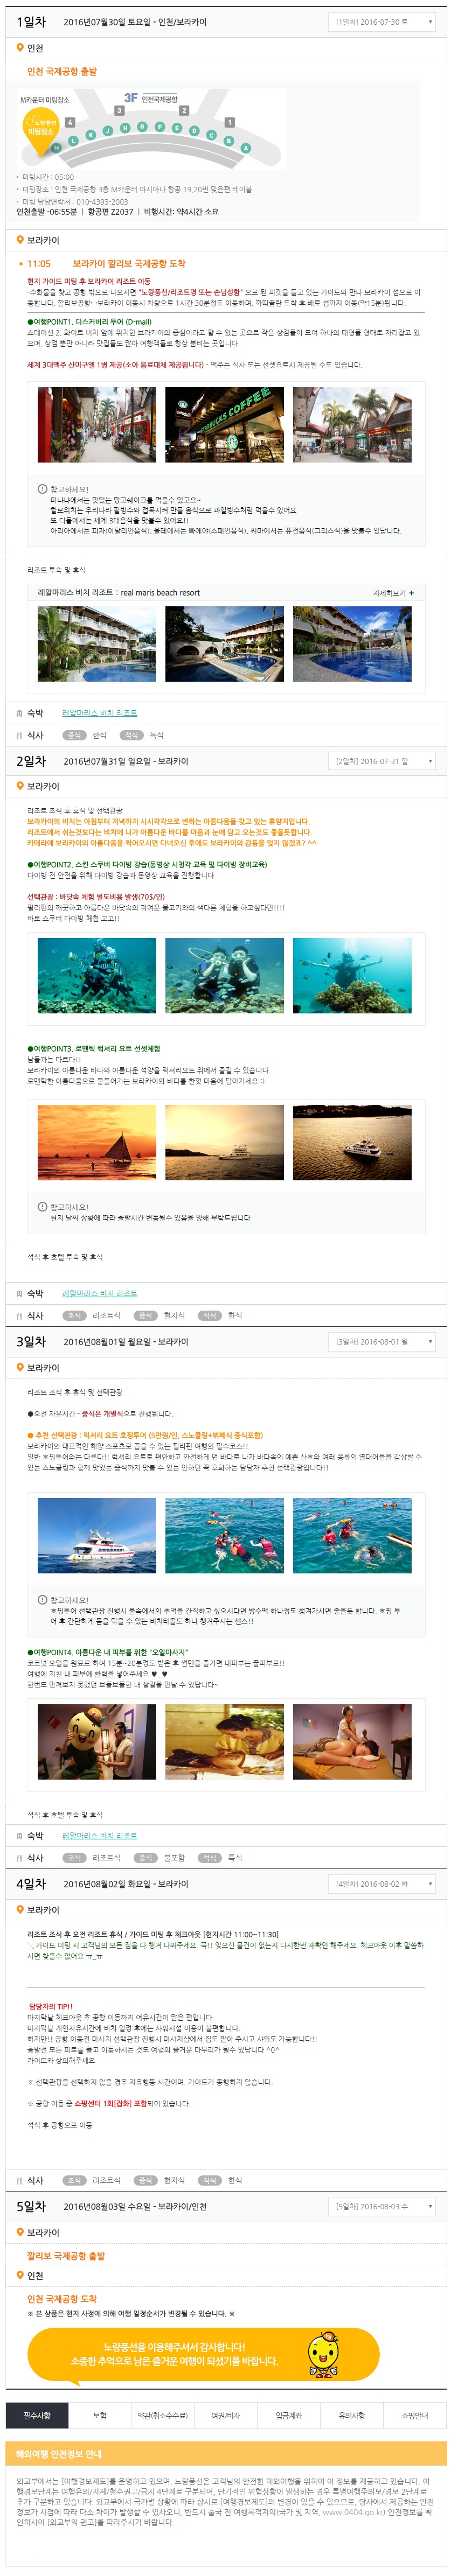 1일차 2016년07월30일 토요일 - 인천/보라카이 [1일차] 2016-07-30 토
인천
인천 국제공항 출발
M카운터 미팅장소 3F 인천국제공항
노랑풍선
미팅장소
4 3 2 1
M L K J H G F E D C B A
• 미팅시간 : 05:00
• 미팅장소 : 인천 국제공항 3층 M카운터 아시아나 항공 19,20번 맞은편 테이블
• 미팅 담당연락처 : 010-4393-2003
인천출발 -06:55분 | 항공편 Z2037 | 비행시간: 약4시간 소요
보라카이
11:05 보라카이 깔리보 국제공항 도착
현지 가이드 미팅 후 보라카이 리조트 이동
-수화물을 찾고 공항 밖으로 나오시면 "노랑풍선/리조트명 또는 손님성함" 으로 된 피켓을 들고 있는 가이드와 만나 보라카이 섬으로 이
동합니다. 깔리보공항- -보라카이 이동시 차량으로 1시간 30분정도 이동하며, 까띠끌란 도착 후 배로 섬까지 이동(약15분)됩니다.
●여행POINT1. 디스커버리 투어 (D-mall)
스테이션 2, 화이트 비치 앞에 위치한 보라카이의 중심이라고 할 수 있는 곳으로 작은 상점들이 모여 하나의 대형몰 형태로 자리잡고 있
으며, 상점 뿐만 아니라 맛집들도 많아 여행객들로 항상 붐비는 곳입니다.
세계 3대맥주 산미구엘 1병 제공(소아 음료대체 제공됩니다) - 맥주는 식사 또는 선셋요트시 제공될 수도 있습니다.
STARBUCKS COFFEE
참고하세요!
마나나에서는 맛있는 망고쉐이크를 먹을수 있고요~
할로위치는 우리나라 팥빙수와 접목시켜 만들 음식으로 과일빙수처럼 먹을수 있어요
또 디몰에서는 세계 3대음식을 맛볼수 있어요!!
아리아에서는 피자(이탈리안음식), 올레에서는 빠에야(스페인음식), 씨마에서는 퓨전음식(그리스식)을 맛볼수 있답니다.
리조트 투숙 및 휴식
레알마리스 비치 리조트 : real maris beach resort 자세히보기 +
숙박 레알마리스 비치 리조트
식사 중식 한식 석식 특식
2일차 2016년07월31일 일요일 - 보라카이 [2일차] 2016-07-31 일
보라카이
리조트 조식 후 휴식 및 선택관광
보라카이의 비치는 아침부터 저녁까지 시시각각으로 변하는 아름다움을 갖고 있는 휴양지입니다.
리조트에서 쉬는것보다는 비치에 나가 아름다운 바다를 마음과 눈에 담고 오는것도 좋을듯합니다.
카메라에 보라카이의 아름다움을 찍어오시면 다녀오신 후에도 보라카이의 감동을 잊지 않겠죠? ^^
●여행POINT2. 스킨 스쿠버 다이빙 강습(동영상 시청각 교육 및 다이빙 장비교육)
다이빙 전 안전을 위해 다이빙 강습과 동영상 교육을 진행합니다
선택관광 : 바닷속 체험 별도비용 발생(70$/인)
필리핀의 깨끗하고 아름다운 바닷속의 귀여운 물고기와의 색다른 체험을 하고싶다면!!!!
바로 스쿠버 다이빙 체험 고고!!
●여행POINT3. 로맨틱 럭셔리 요트 선셋체험
남들과는 다르다!!
보라카이의 아름다운 바다와 아름다운 석양을 럭셔리요트 위에서 즐길 수 있습니다.
로맨틱한 아름다움으로 물들어가는 보라카이의 바다를 한껏 마음에 담아가세요 :)
참고하세요!
현지 날씨 상황에 따라 출발시간 변동될수 있음을 양해 부탁드립니다
석식 후 호텔 투숙 및 휴식
숙박 레알마리스 비치 리조트
식사 조식 리조트식 중식 현지식 석식 한식
3일차 2016년08월01일 월요일 - 보라카이 [3일차] 2016-08-01 월
보라카이
리조트 조식 후 휴식 및 선택관광
●오전 자유시간 - 중식은 개별식으로 진행됩니다.
● 추천 선택관광 : 럭셔리 요트 호핑투어 (5만원/인, 스노쿨링+뷔페식 중식포함)
보라카이의 대표적인 해양 스포츠로 꼽을 수 있는 필리핀 여행의 필수코스!!
일반 호핑투어와는 다른다!! 럭셔리 요트로 편안하고 안전하게 먼 바다로 나가 바다속의 예쁜 산호와 여러 종류의 열대어들을 감상할 수
있는 스노쿨링과 함께 맛있는 중식까지 맛볼 수 있는 안하면 꼭 후회하는 담당자 추천 선택관광입니다!!
참고하세요!
호핑투어 선택관광 진행시 물속에서의 추억을 간직하고 싶으시다면 방수팩 하나정도 챙겨가시면 좋을듯 합니다. 호핑 투
어 후 간단하게 몸을 닦을 수 있는 비치타올도 하나 챙겨주시는 센스!!
●여행POINT4. 아름다운 내 피부를 위한 "오일마사지"
코코넛 오일을 원료로 하여 15분~20분정도 받은 후 썬텐을 즐기면 내피부는 꿀피부로!!
여행에 지친 내 피부에 활력을 넣어주세요 ♥_♥
한번도 만져보지 못했던 보들보들한 내 살결을 만날 수 있답니다~
석식 후 호텔 투숙 및 휴식
숙박 레알마리스 비치 리조트
식사 조식 리조트식 중식 불포함 석식 특식
4일차 2016년08월02일 화요일 - 보라카이 [4일차] 2016-08-02 화
보라카이
리조트 조식 후 오전 리조트 휴식 / 가이드 미팅 후 체크아웃 [현지시간 11:00~11:30]
가이드 미팅 시 고객님의 모든 짐을 다 챙겨 나와주세요. 꼭!! 잊으신 물건이 없는지 다시한번 재확인 해주세요. 체크아웃 이후 말씀하
시면 찾을수 없어요 ㅠ_ㅠ
담당자의 TIP!!
마지막날 체크아웃 후 공항 이동까지 여유시간이 많은 편입니다.
마지막날 개인자유시간에 비치 일정 후에는 샤워시설 이용이 불편합니다.
하지만!! 공항 이동전 마사지 선택관광 진행시 마사지샵에서 짐도 맡아 주시고 샤워도 가능합니다!!
출발전 모든 피로를 풀고 이동하시는 것도 여행의 즐거운 마무리가 될수 있답니다 ^0^
가이드와 상의해주세요
※ 선택관광을 선택하지 않을 경우 자유행동 시간이며, 가이드가 동행하지 않습니다.
※ 공항 이동 중 쇼핑센터 1회[잡화] 포함되어 있습니다.
석식 후 공항으로 이동
식사 조식 리조트식 중식 현지식 석식 한식
5일차 2016년08월03일 수요일 - 보라카이/인천 [5일차] 2016-08-03 수
보라카이
깔리보 국제공항 출발
인천
인천 국제공항 도착
※ 본 상품은 현지 사정에 의해 여행 일정순서가 변경될 수 있습니다. ※
노랑풍선을 이용해주셔서 감사합니다!
소중한 추억으로 남은 즐거운 여행이 되셨기를 바랍니다.
필수사항 보험 약관(취소수수료) 여권/비자 입금계좌 유의사항 쇼핑안내
해외여행 안전정보 안내
외교부에서는 [여행경보제도]를 운영하고 있으며, 노랑풍선은 고객님의 안전한 해외여행을 위하여 이 정보를 제공하고 있습니다. 여
행경보단계는 여행유의/자제/철수권고/금지 4단계로 구분되며, 단기적인 위험상황이 발생하는 경우 특별여행주의보/경보 2단계로
추가 구분하고 있습니다. 외교부에서 국가별 상황에 따라 상시로 [여행경보제도]의 변경이 있을 수 있으므로, 당사에서 제공하는 안전
정보가 시점에 따라 다소 차이가 발생할 수 있사오니, 반드시 출국 전 여행목적지의(국가 및 지역, www.0404.go.kr) 안전정보를 확
인하시어 [외교부의 권고]를 따라주시기 바랍니다.